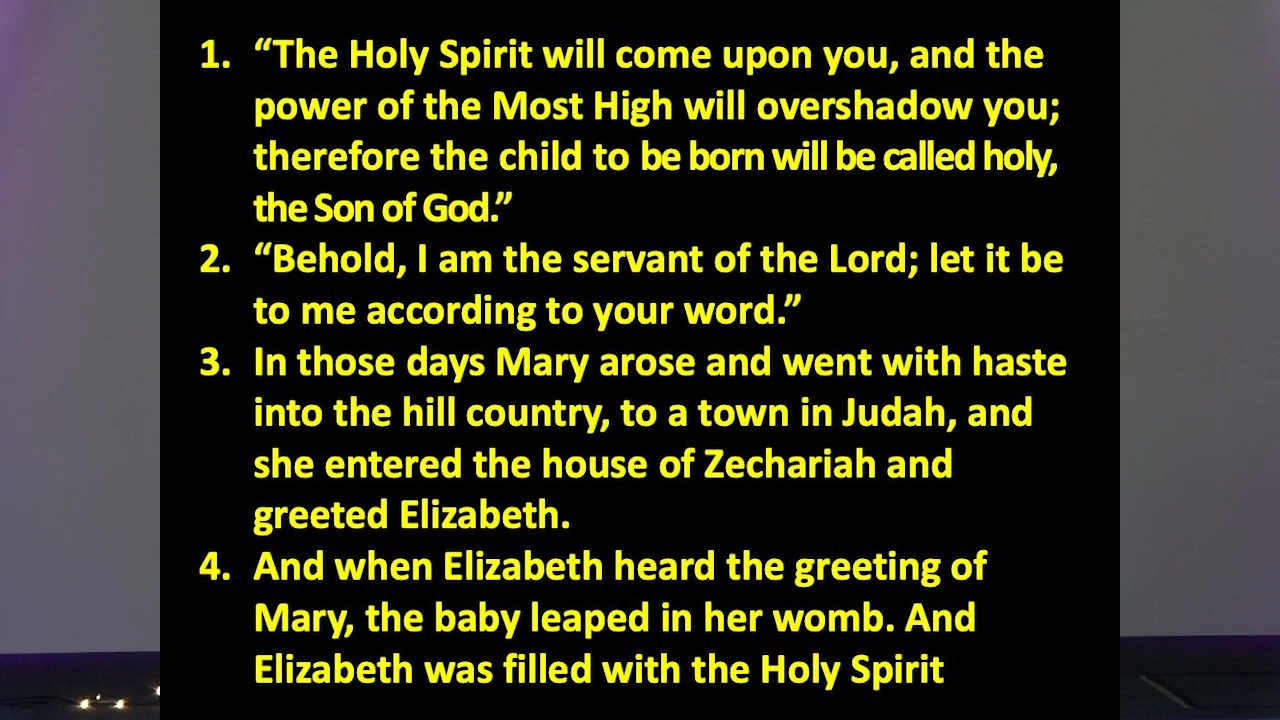 1. “The Holy Spirit will come upon you, and the
power of the Most High will overshadow you;
therefore the child to be born will be called holy,
the Son of God.”
2. “Behold, I am the servant of the Lord; let it be
to me according to your word.”
3. In those days Mary arose and went with haste
into the hill country, to a town in Judah, and
she entered the house of Zechariah and
greeted Elizabeth.
4. And when Elizabeth heard the greeting of
Mary, the baby leaped in her womb. And
Elizabeth was filled with the Holy Spirit